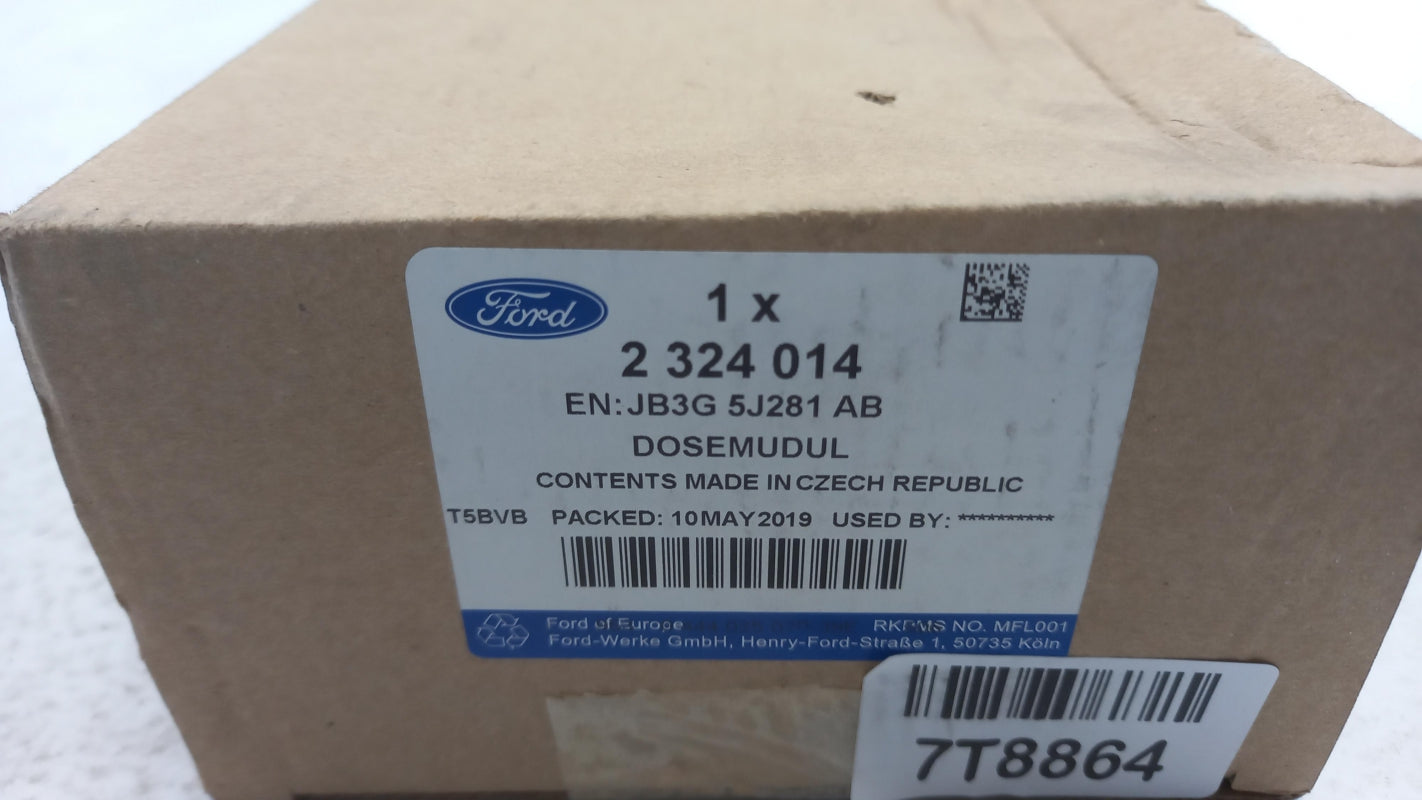 Ford
1 x
2 324 014
EN: JB3G 5J281 AB
DOSEMUDUL
CONTENTS MADE IN CZECH REPUBLIC
T5BVB PACKED: 10MAY2019 USED BY: **********
Ford of Europe RKPMS NO. MFL001
Ford-Werke GmbH, Henry-Ford-Straße 1, 50735 Köln
7T8864